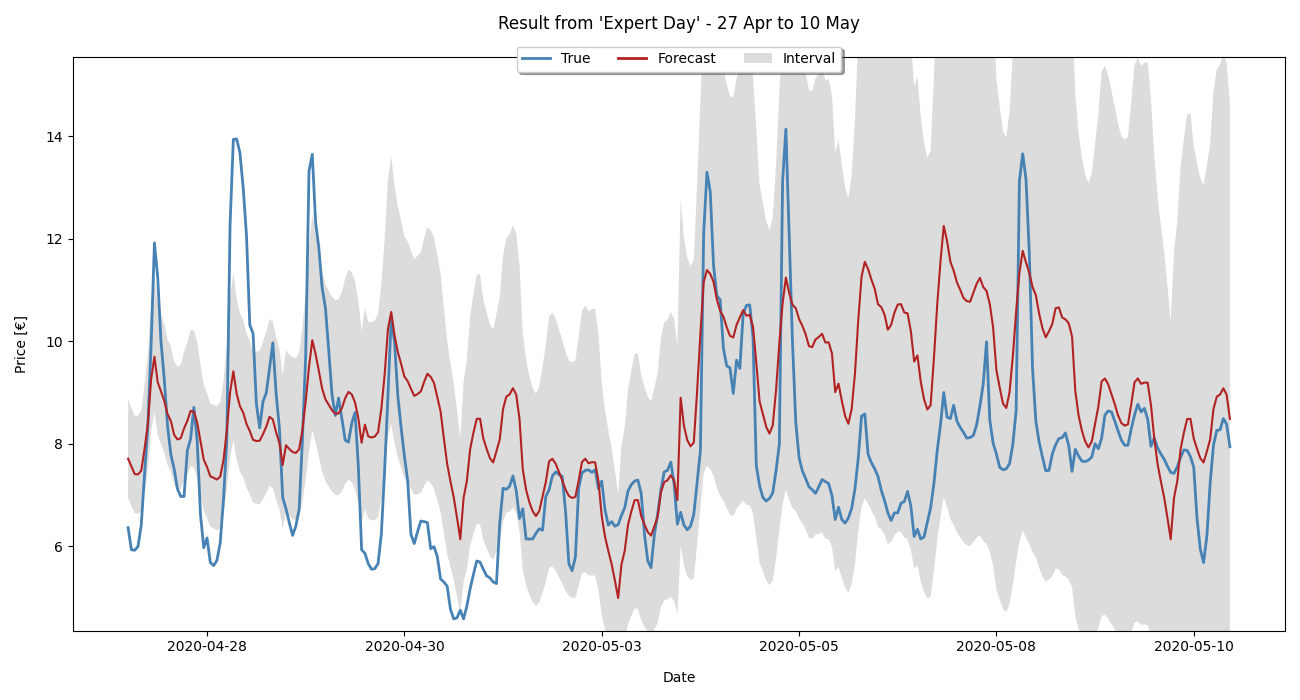 Result from 'Expert Day' - 27 Apr to 10 May
True Forecast Interval
Price [€]
14
12
10
8
6
2020-04-28 2020-04-30 2020-05-03 2020-05-05 2020-05-08 2020-05-10
Date